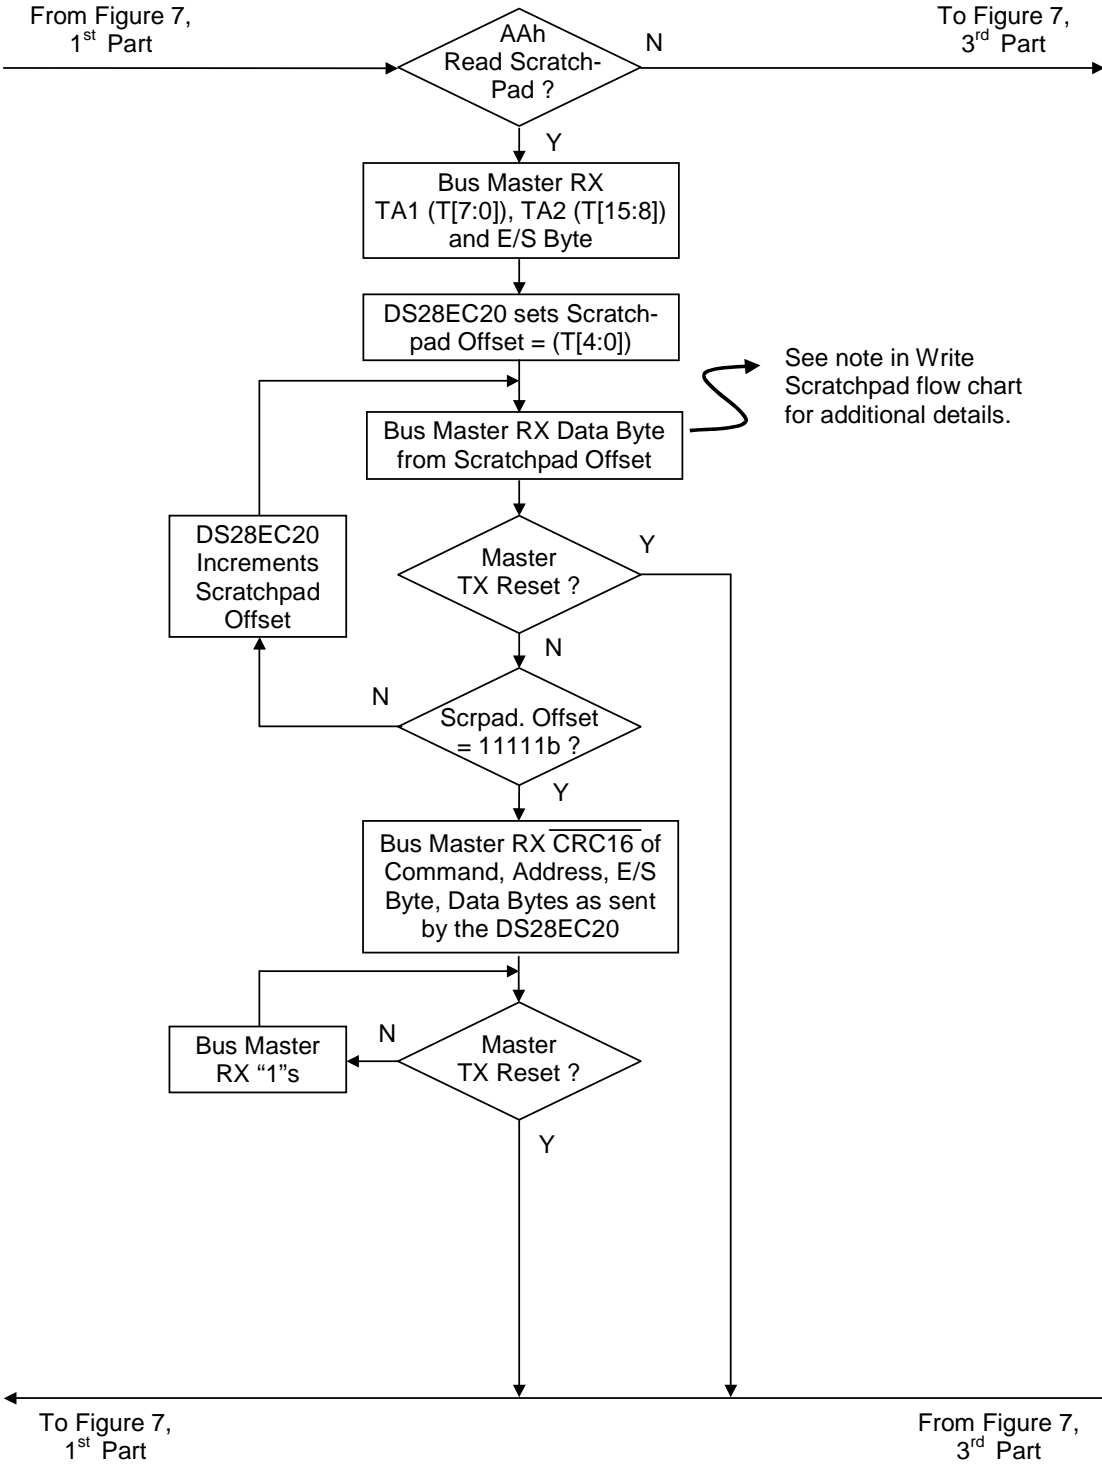 From Figure 7,
1st Part
To Figure 7,
3rd Part
AAh
Read Scratch-
Pad ?
N
Y
Bus Master RX
TA1 (T[7:0]), TA2 (T[15:8])
and E/S Byte
DS28EC20 sets Scratch-
pad Offset = (T[4:0])
See note in Write
Scratchpad flow chart
for additional details.
Bus Master RX Data Byte
from Scratchpad Offset
DS28EC20
Increments
Scratchpad
Offset
Master
TX Reset ?
Y
N
N
Scrpad. Offset
= 11111b ?
Y
Bus Master RX CRC16 of
Command, Address, E/S
Byte, Data Bytes as sent
by the DS28EC20
Bus Master
RX “1”s
N
Master
TX Reset ?
Y
To Figure 7,
1st Part
From Figure 7,
3rd Part